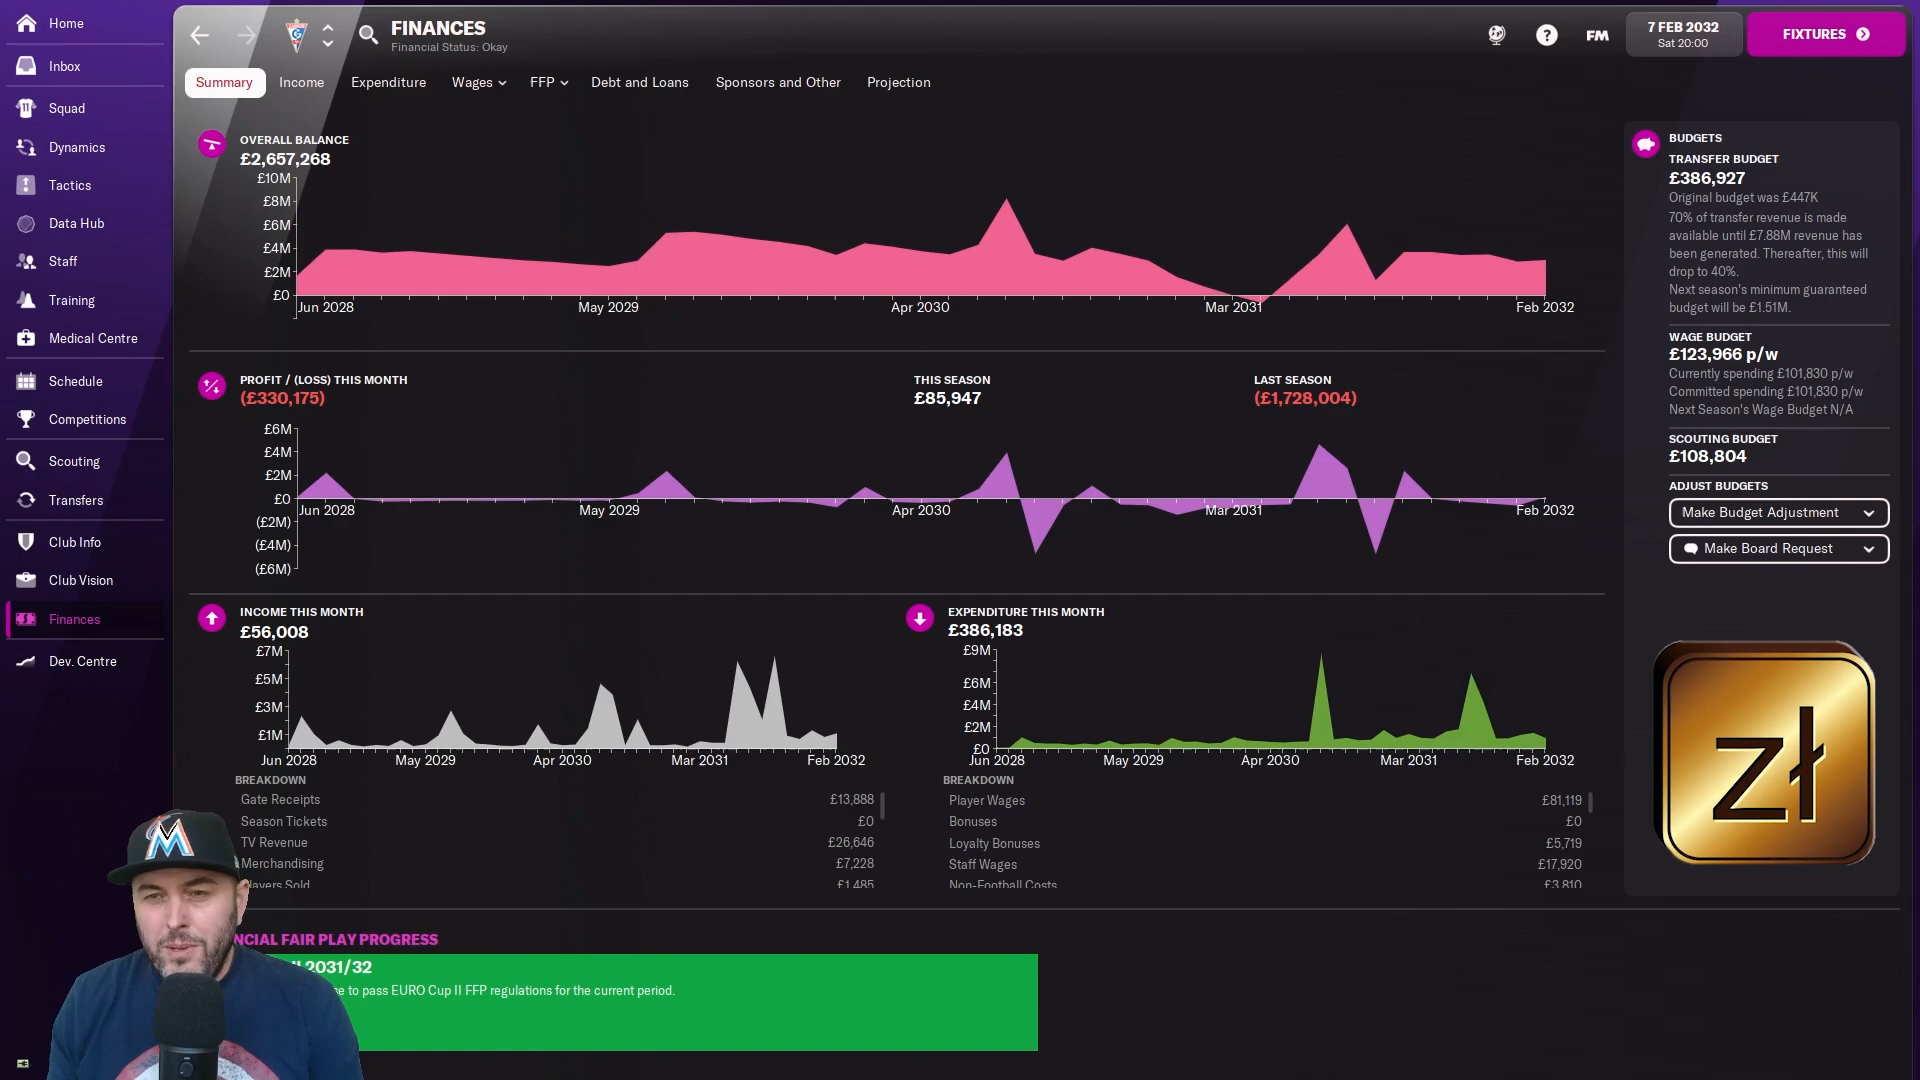 Home
Inbox
Squad
Dynamics
Tactics
Data Hub
Staff
Training
Medical Centre
Schedule
Competitions
Scouting
Transfers
Club Info
Club Vision
Finances
Dev. Centre
FINANCES
Financial Status: Okay
FM
7 FEB 2032
Sat 20:00
FIXTURES
Summary
Income
Expenditure
Wages
FFP
Debt and Loans
Sponsors and Other
Projection
OVERALL BALANCE
£2,657,268
£10M
£8M
£6M
£4M
£2M
£0
Jun 2028
May 2029
Apr 2030
Mar 2031
Feb 2032
PROFIT / (LOSS) THIS MONTH
(£330,175)
THIS SEASON
£85,947
LAST SEASON
(£1,728,004)
£6M
£4M
£2M
£0
(£2M)
(£4M)
(£6M)
Jun 2028
May 2029
Apr 2030
Mar 2031
Feb 2032
INCOME THIS MONTH
£56,008
£7M
£5M
£3M
£1M
Jun 2028
May 2029
Apr 2030
Mar 2031
Feb 2032
BREAKDOWN
Gate Receipts £13,888
Season Tickets £0
TV Revenue £26,646
Merchandising £7,228
Players Sold £1,485
EXPENDITURE THIS MONTH
£386,183
£9M
£6M
£4M
£2M
£0
Jun 2028
May 2029
Apr 2030
Mar 2031
Feb 2032
BREAKDOWN
Player Wages £81,119
Bonuses £0
Loyalty Bonuses £5,719
Staff Wages £17,920
Non-Football Costs £3,810
NCIAL FAIR PLAY PROGRESS
2031/32
to pass EURO Cup II FFP regulations for the current period.
BUDGETS
TRANSFER BUDGET
£386,927
Original budget was £447K
70% of transfer revenue is made
available until £7.88M revenue has
been generated. Thereafter, this will
drop to 40%.
Next season's minimum guaranteed
budget will be £1.51M.
WAGE BUDGET
£123,966 p/w
Currently spending £101,830 p/w
Committed spending £101,830 p/w
Next Season's Wage Budget N/A
SCOUTING BUDGET
£108,804
ADJUST BUDGETS
Make Budget Adjustment
Make Board Request
zł